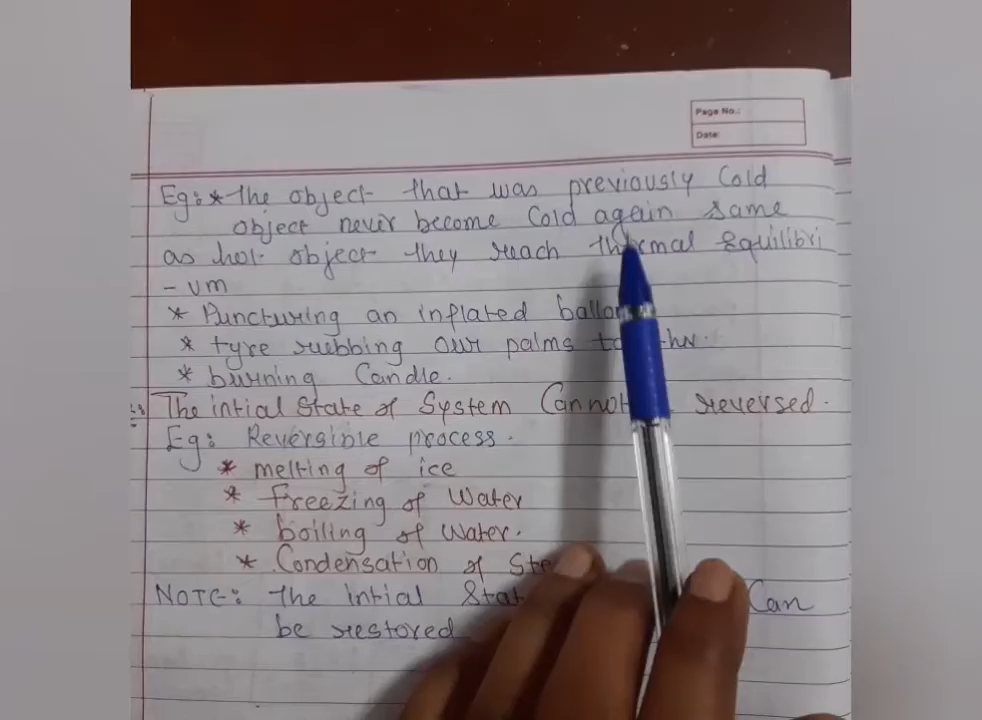 Page No.:
Date:
Eg:* The object that was previously Cold
object never become Cold again same
as hot object they reach thermal Equilibri
- um
* Puncturing an inflated
* tyre rubbing our palms
* burning Candle.
The intial State of System Cannot reversed.
Eg: Reversible process.
* melting of ice
* Freezing of Water
* boiling of Water.
* Condensation of
NOTE: The intial Can
be restored